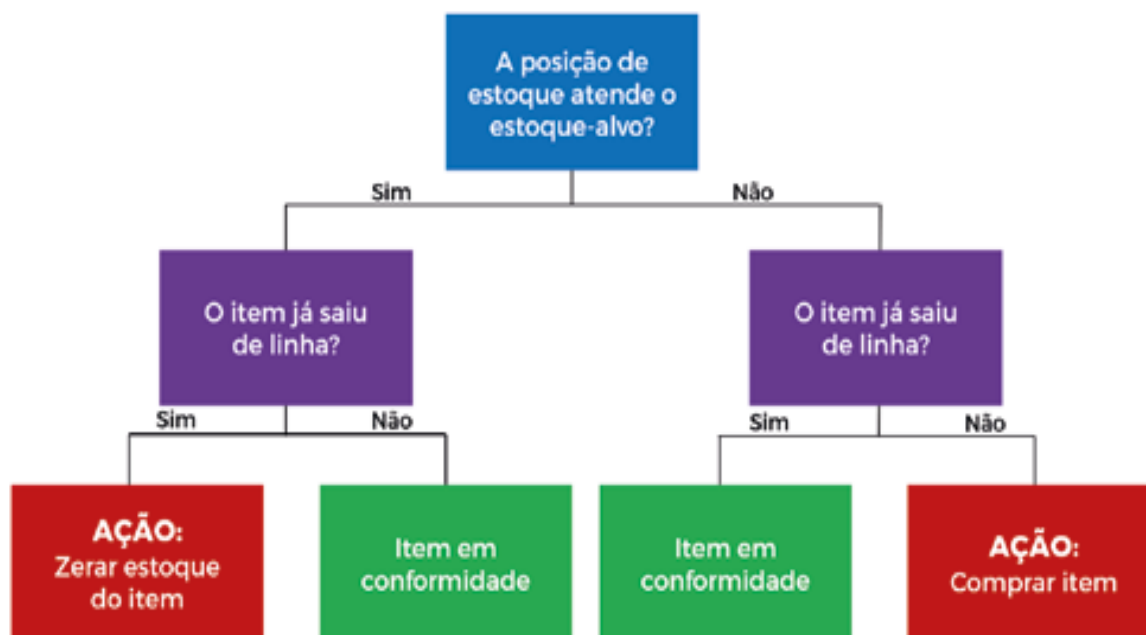 A posição de
estoque atende o
estoque-alvo?
Sim
Não
O item já saiu
de linha?
O item já saiu
de linha?
Sim
Não
Sim
Não
AÇÃO:
Zerar estoque
do item
Item em
conformidade
Item em
conformidade
AÇÃO:
Comprar item